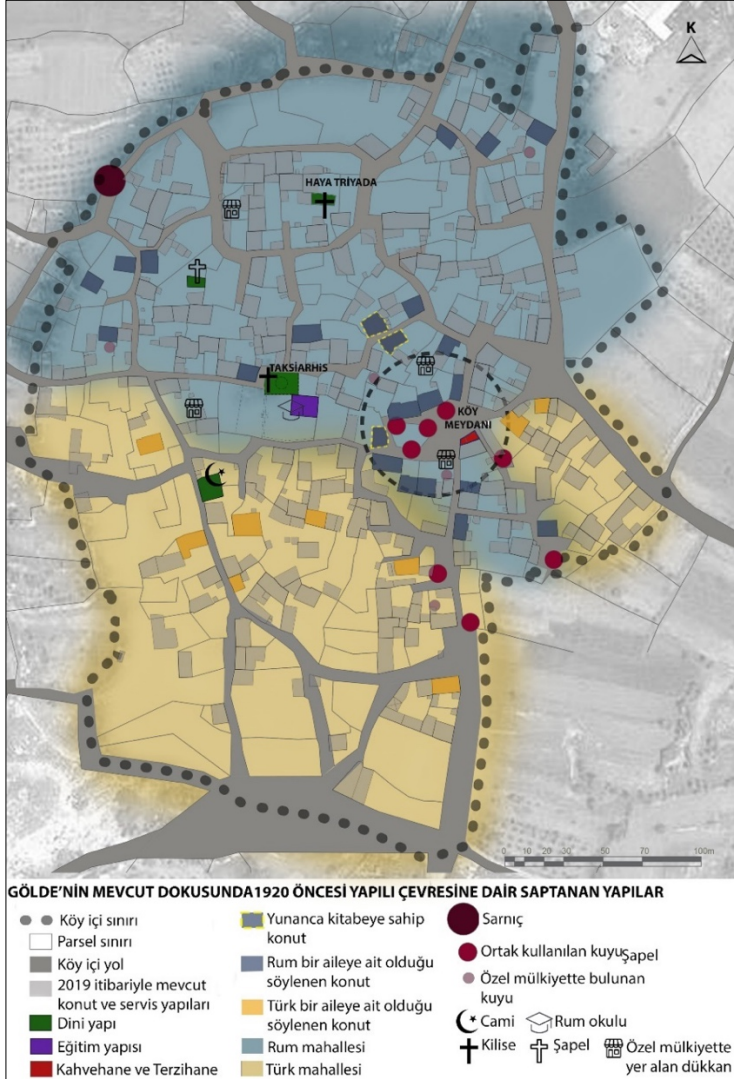 K
HAYA TRİYADA
TAKSİARHİS
KÖY
MEYDANI
0 10 20 30 50 70 100m
GÖLDE'NİN MEVCUT DOKUSUNDA1920 ÖNCESİ YAPILI ÇEVRESİNE DAİR SAPTANAN YAPILAR
Köy içi sınırı
Parsel sınırı
Köy içi yol
2019 itibariyle mevcut
konut ve servis yapıları
Dini yapı
Eğitim yapısı
Kahvehane ve Terzihane
Yunanca kitabeye sahip
konut
Rum bir aileye ait olduğu
söylenen konut
Türk bir aileye ait olduğu
söylenen konut
Rum mahallesi
Türk mahallesi
Sarnıç
Ortak kullanılan kuyu
Şapel
Özel mülkiyette bulunan
kuyu
Cami
Rum okulu
Kilise
Şapel
Özel mülkiyette
yer alan dükkan